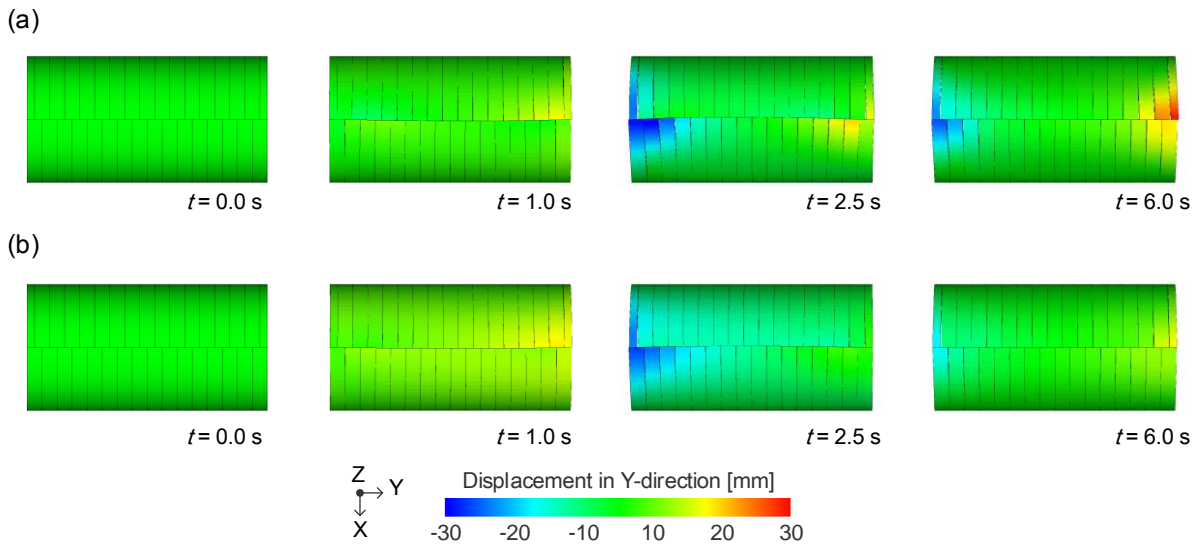 (a)
t = 0.0 s
t = 1.0 s
t = 2.5 s
t = 6.0 s
(b)
t = 0.0 s
t = 1.0 s
t = 2.5 s
t = 6.0 s
Z
Y
X
Displacement in Y-direction [mm]
-30 -20 -10 10 20 30